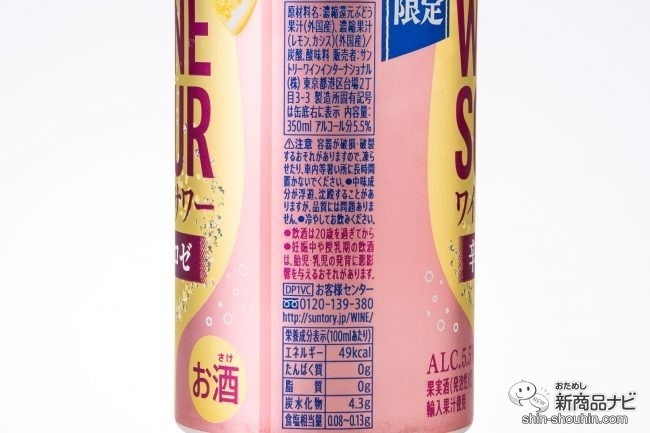 限定
原材料名:濃縮還元ぶどう
果汁(外国産)、濃縮果汁
(レモン、カシス)(外国産)/
炭酸、酸味料 販売者:サン
トリーワインインターナショナル
(株) 東京都港区台場2丁
目3-3 製造所固有記号
は缶底右に表示 内容量:
350ml アルコール分5.5%
⚠注意 容器が破損・破裂
するおそれがありますので、凍ら
せたり、車内等暑い所に長時間
置かないでください。●中味成
分が浮遊、沈殿することがあり
ますが、品質には問題ありま
せん。●冷やしてお飲みください。
●飲酒は20歳を過ぎてから
●妊娠中や授乳期の飲酒
は、胎児・乳児の発育に悪影
響を与えるおそれがあります。
DP1VC お客様センター
0120-139-380
http://suntory.jp/WINE/
栄養成分表示(100mlあたり)
エネルギー 49kcal
たんぱく質 0g
脂質 0g
炭水化物 4.3g
食塩相当量 0.08~0.13g
NE
UR
ワー
ロゼ
さけ
お酒
W
S
ワイ
辛
ALC.5.5
果実酒(発泡性)
輸入果汁使用
おためし
新商品ナビ
shin-shouhin.com